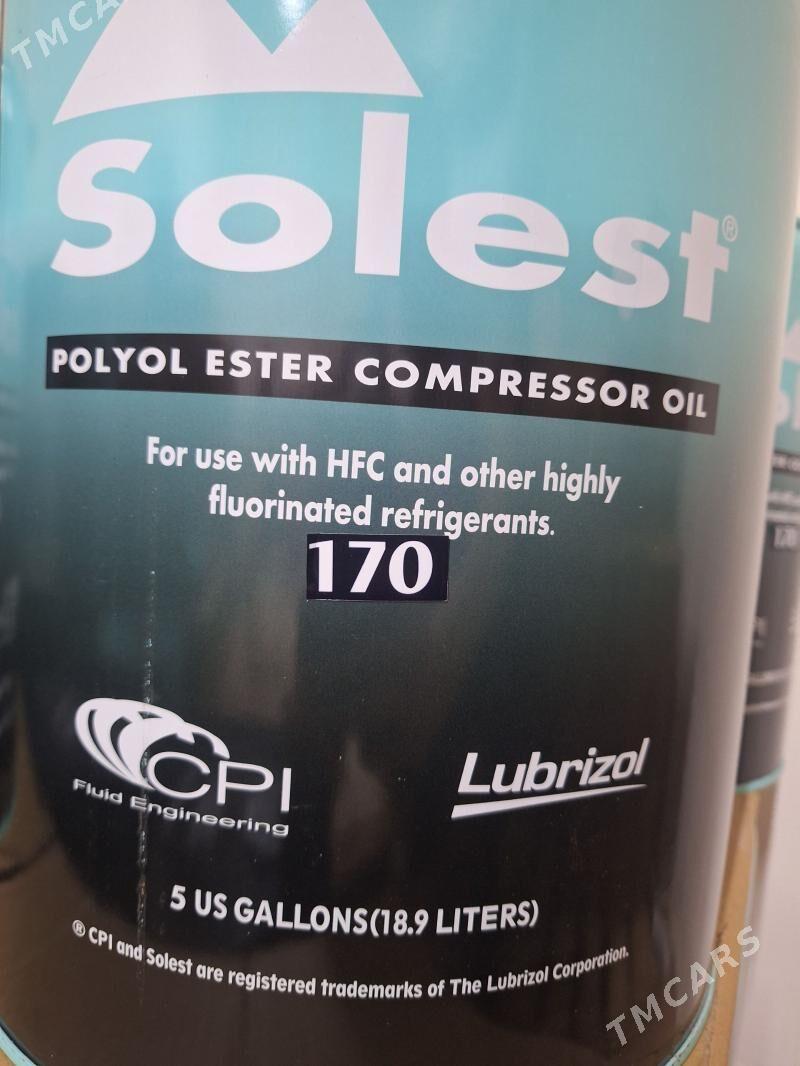 TMCARS
Solest®
POLYOL ESTER COMPRESSOR OIL
For use with HFC and other highly
fluorinated refrigerants.
170
CPI
Fluid Engineering
Lubrizol
5 US GALLONS(18.9 LITERS)
® CPI and Solest are registered trademarks of The Lubrizol Corporation.
TMCARS